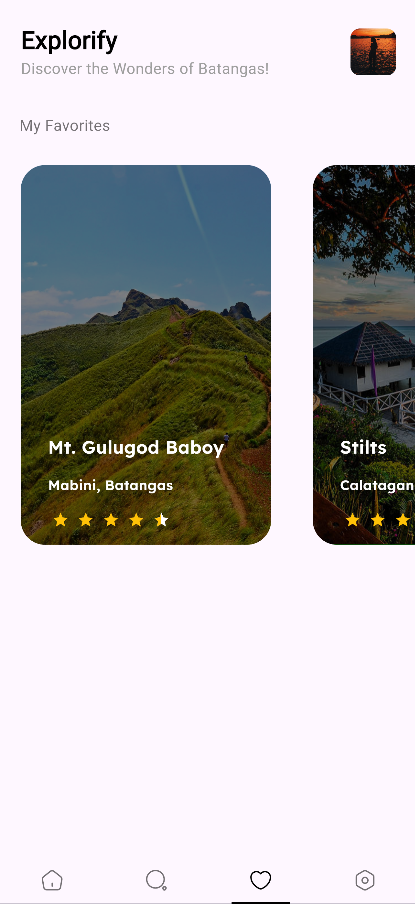 Explorify
Discover the Wonders of Batangas!
My Favorites
Mt. Gulugod Baboy
Mabini, Batangas
Stilts
Calatagan